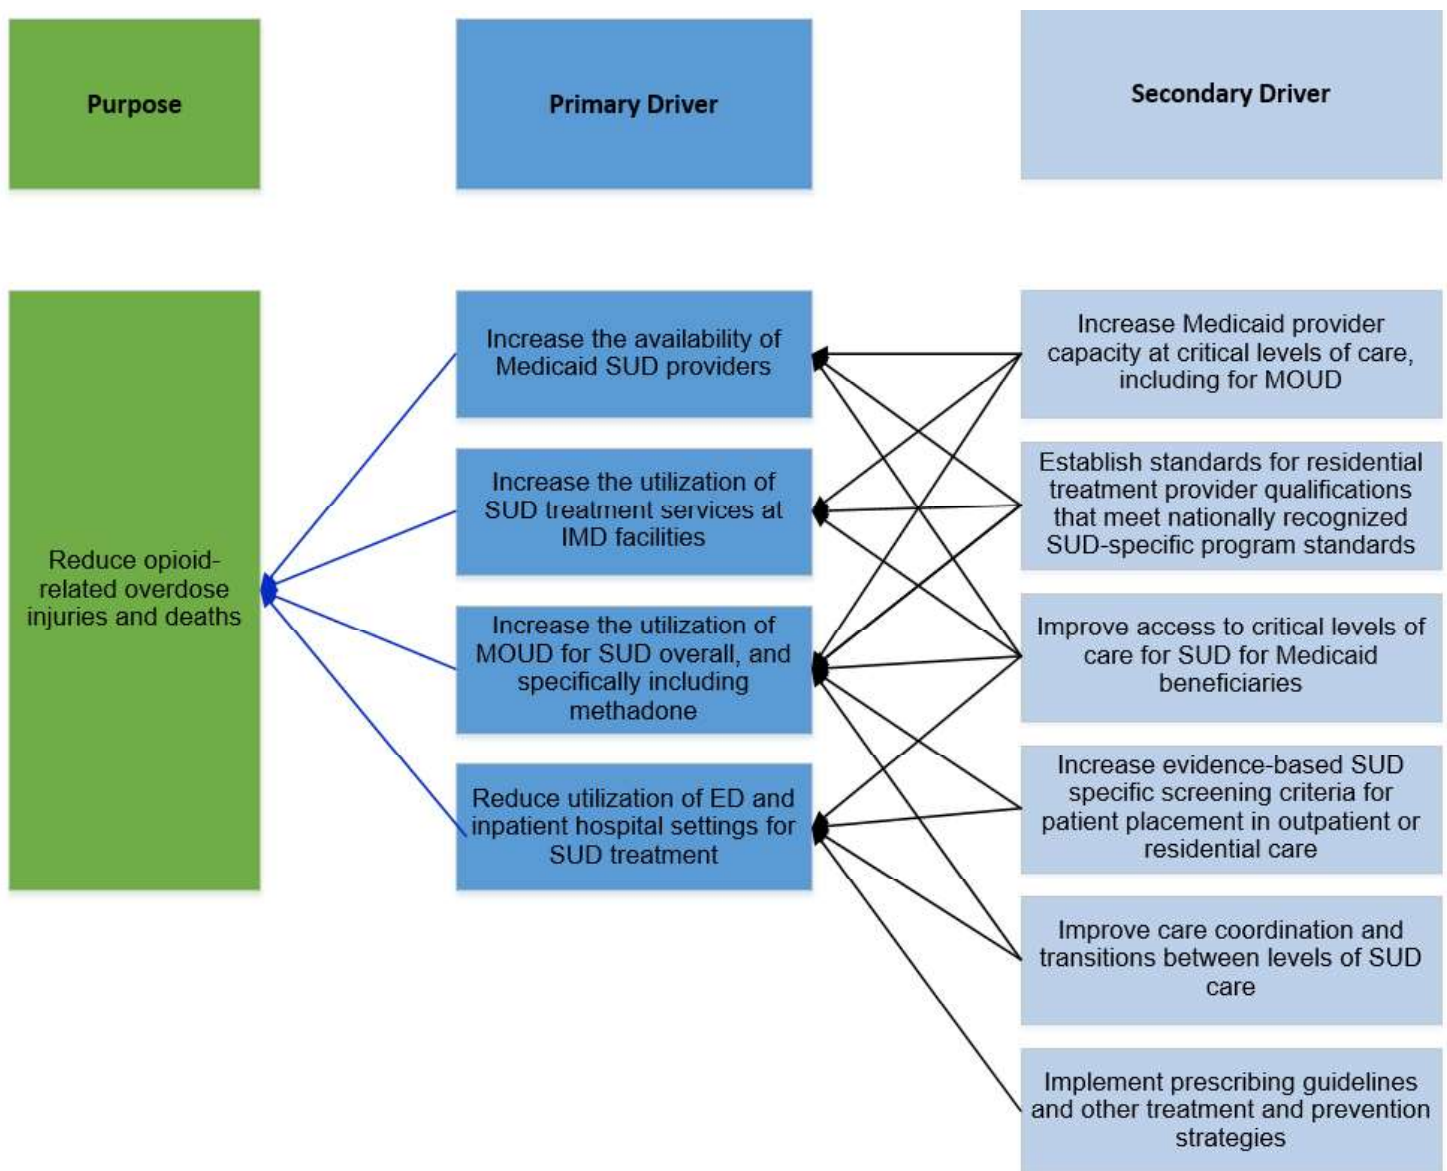 Purpose
Primary Driver
Secondary Driver
Reduce opioid-
related overdose
injuries and deaths
Increase the availability of
Medicaid SUD providers
Increase the utilization of
SUD treatment services at
IMD facilities
Increase the utilization of
MOUD for SUD overall, and
specifically including
methadone
Reduce utilization of ED and
inpatient hospital settings for
SUD treatment
Increase Medicaid provider
capacity at critical levels of care,
including for MOUD
Establish standards for residential
treatment provider qualifications
that meet nationally recognized
SUD-specific program standards
Improve access to critical levels of
care for SUD for Medicaid
beneficiaries
Increase evidence-based SUD
specific screening criteria for
patient placement in outpatient or
residential care
Improve care coordination and
transitions between levels of SUD
care
Implement prescribing guidelines
and other treatment and prevention
strategies